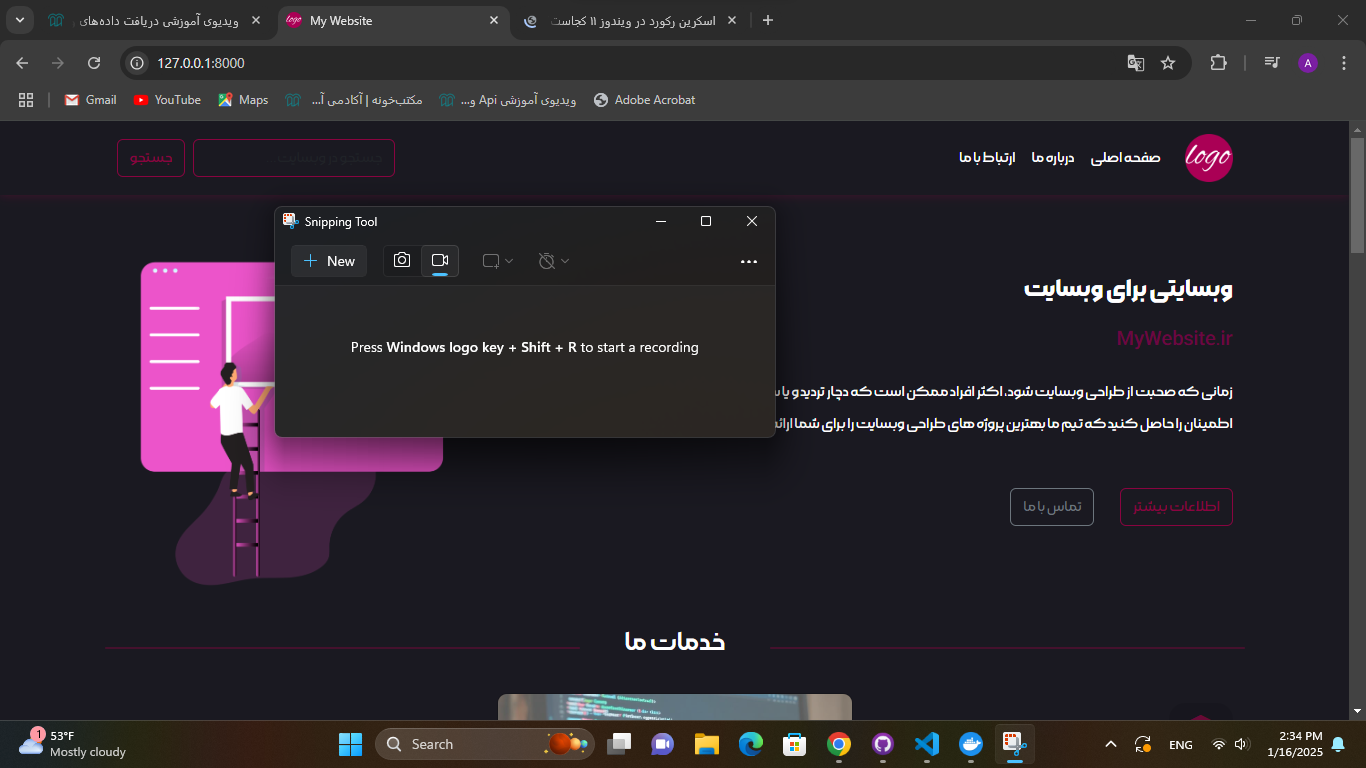 ویدیوی آموزشی دریافت داده‌های
My Website
اسکرین رکورد در ویندوز 11 کجاست
127.0.0.1:8000
A
Gmail
YouTube
Maps
مکتب‌خونه | آکادمی آ...
ویدیوی آموزشی Api و...
Adobe Acrobat
logo
صفحه اصلی
درباره ما
ارتباط با ما
جستجو در وبسایت
جستجو
Snipping Tool
New
Press Windows logo key + Shift + R to start a recording
وبسایتی برای وبسایت
MyWebsite.ir
زمانی که صحبت از طراحی وبسایت شود، اکثر افراد ممکن است که دچار تردید و یا
اطمینان را حاصل کنید که تیم ما بهترین پروژه های طراحی وبسایت را برای شما
اطلاعات بیشتر
تماس با ما
خدمات ما
1
53°F
Mostly cloudy
Search
ENG
2:34 PM
1/16/2025